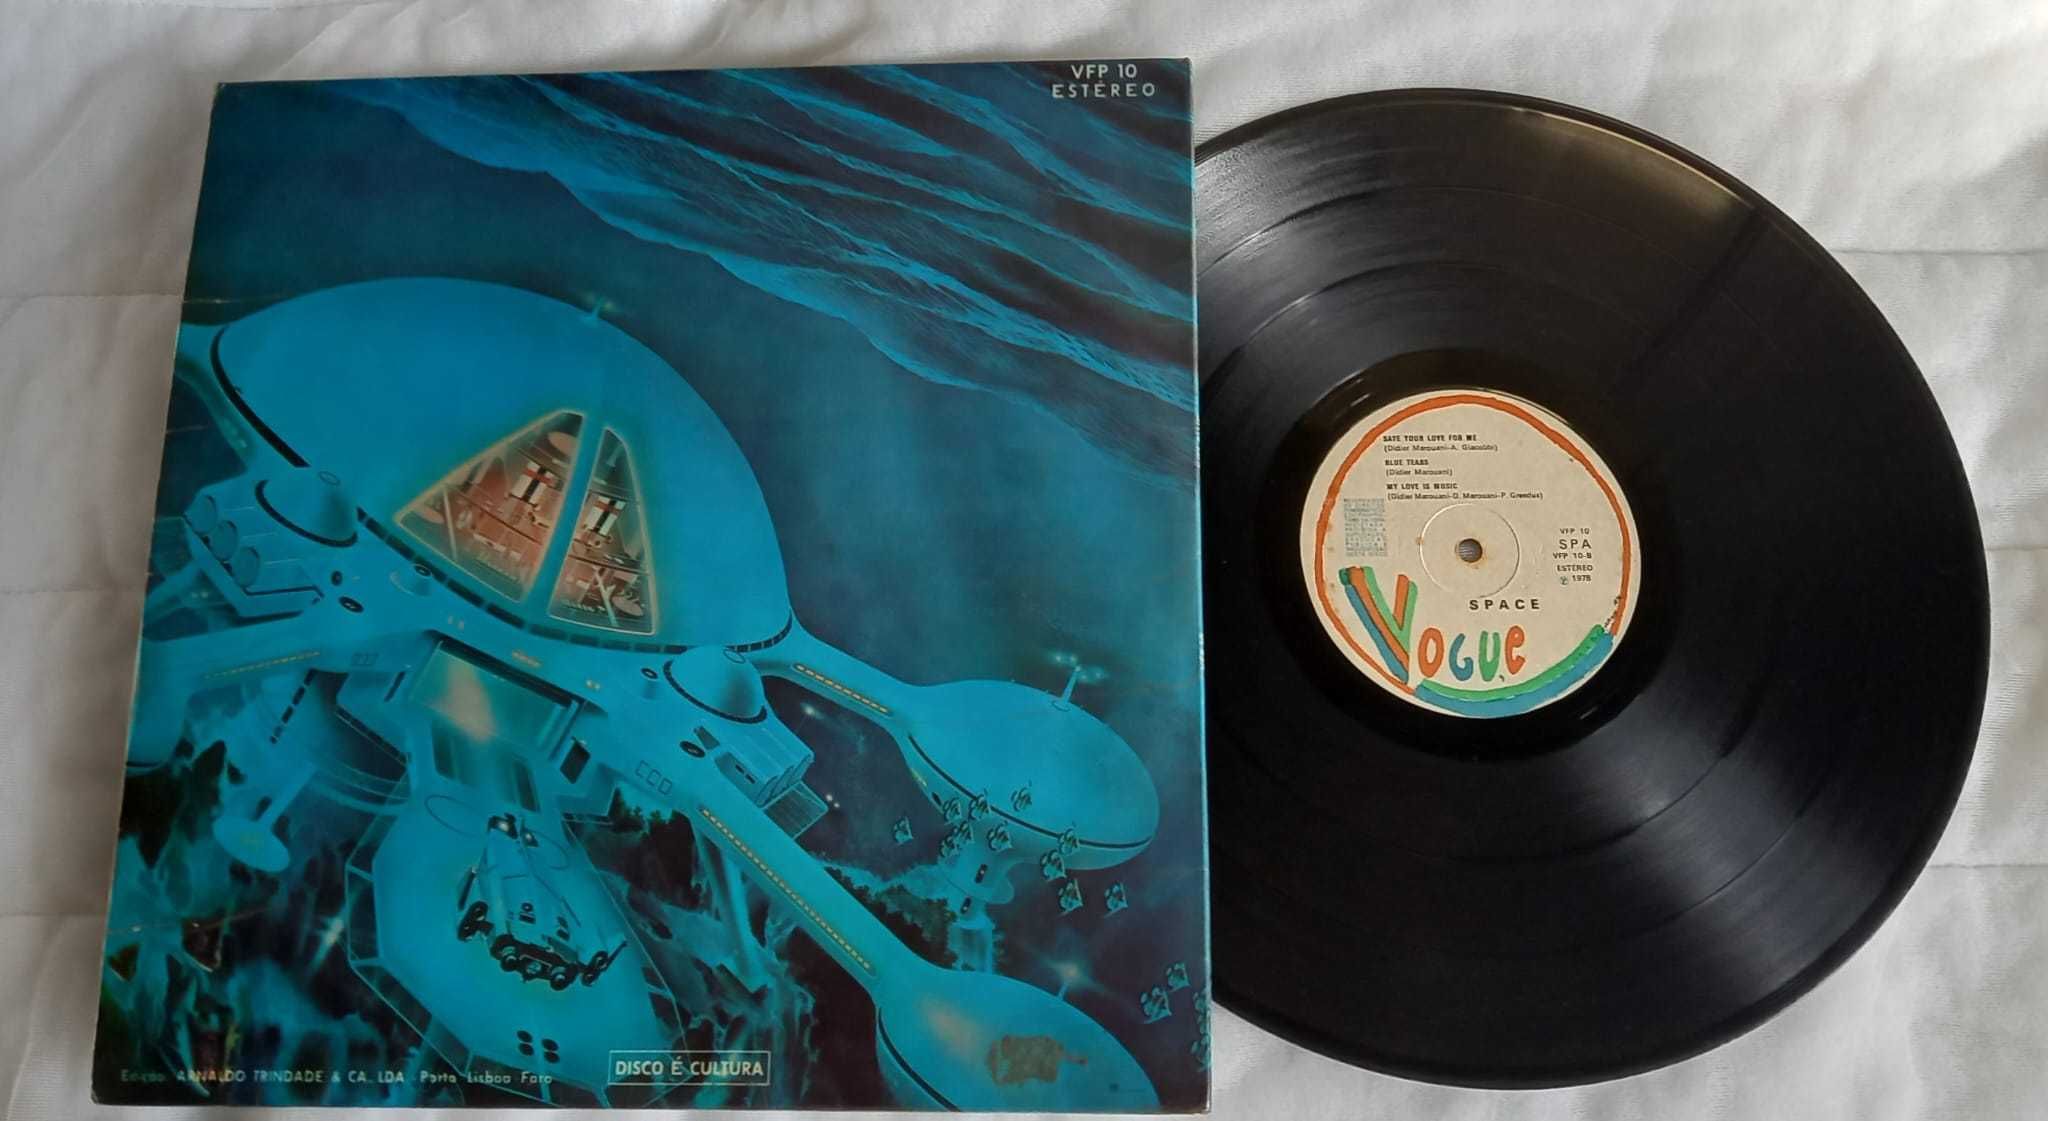 VFP 10
ESTÉREO
Edição: ARNALDO TRINDADE & CA., LDA - Porto Lisboa Faro
DISCO É CULTURA
SAVE YOUR LOVE FOR ME
(Didier Marouani-A. Giacobbi)
BLUE TEARS
(Didier Marouani)
MY LOVE IS MUSIC
(Didier Marouani-D. Marouani-P. Greedus)
VFP 10
SPA
VFP 10-B
ESTÉREO
℗ 1978
SPACE
VOGUE